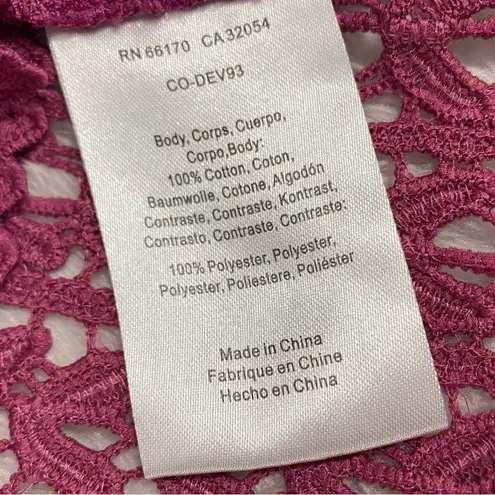 RN 66170 CA 32054
CO-DEV93
Body, Corps, Cuerpo,
Corpo, Body:
100% Cotton, Coton,
Baumwolle, Cotone, Algodón
Contraste, Contraste, Kontrast,
Contrasto, Contraste, Contraste:
100% Polyester, Polyester,
Polyester, Poliestere, Poliéster
Made in China
Fabrique en Chine
Hecho en China